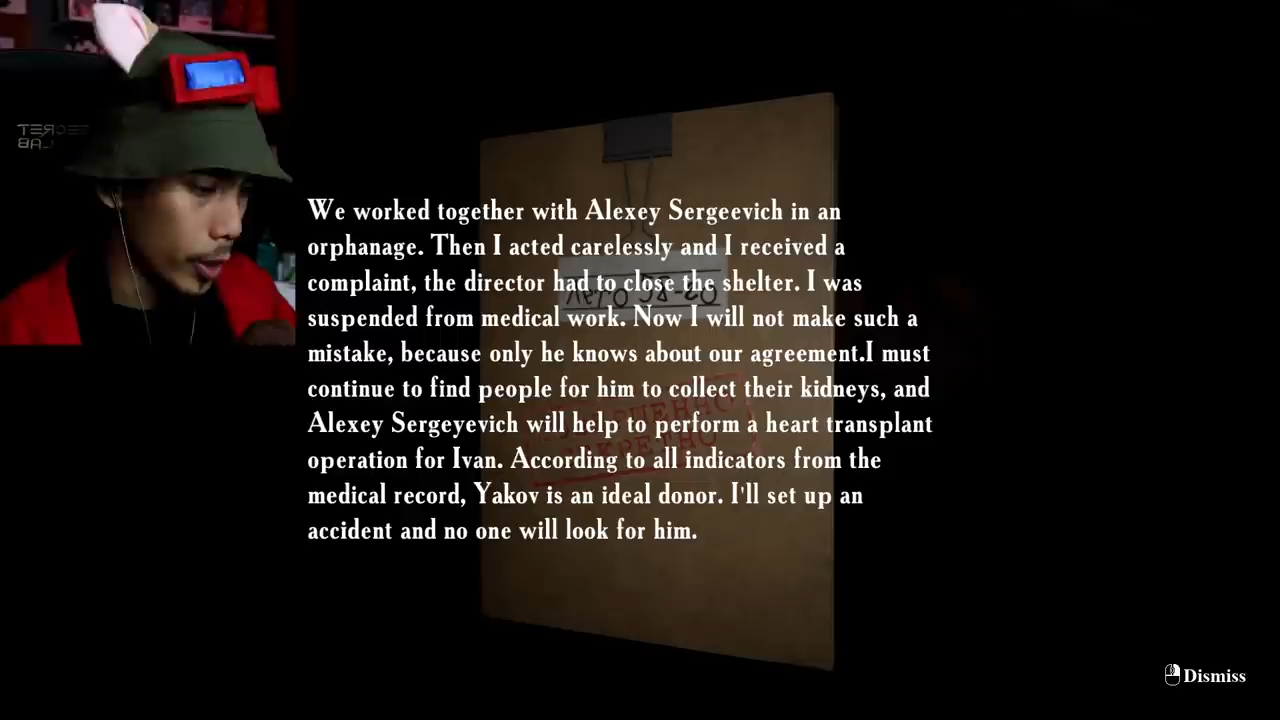 We worked together with Alexey Sergeevich in an
orphanage. Then I acted carelessly and I received a
complaint, the director had to close the shelter. I was
suspended from medical work. Now I will not make such a
mistake, because only he knows about our agreement.I must
continue to find people for him to collect their kidneys, and
Alexey Sergeyevich will help to perform a heart transplant
operation for Ivan. According to all indicators from the
medical record, Yakov is an ideal donor. I'll set up an
accident and no one will look for him.
Dismiss
SECRET
LAB